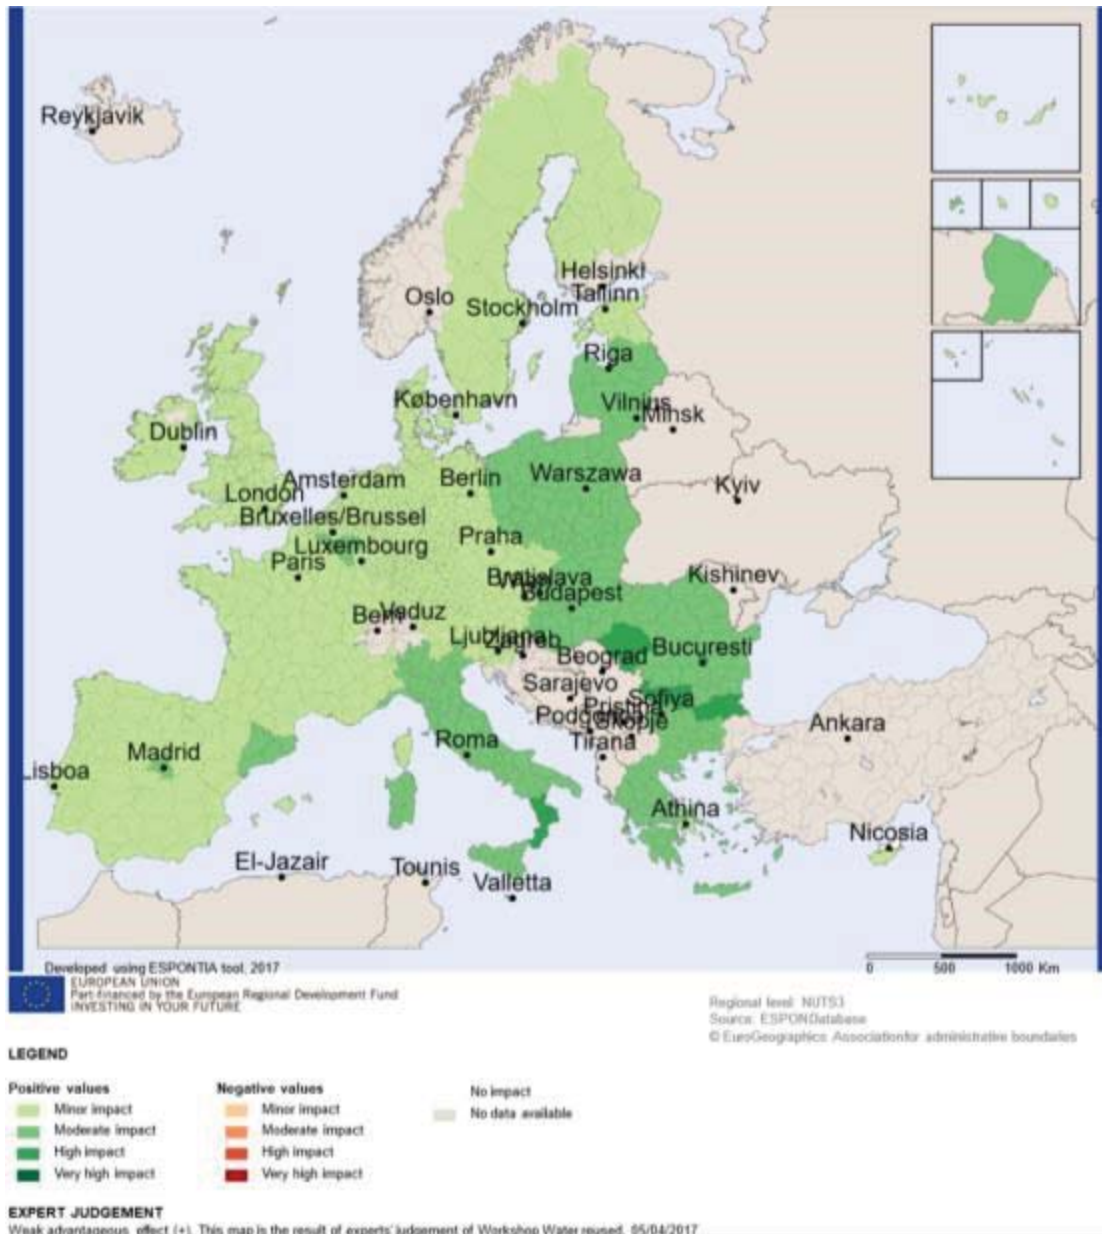 Reykjavik
Helsinki
Tallinn
Oslo
Stockholm
Riga
København
Vilnius
Minsk
Dublin
Amsterdam
Berlin
Warszawa
London
Kyiv
Bruxelles/Brussel
Praha
Luxembourg
Paris
Bratislava
Kishinev
Budapest
Bern
Vaduz
Ljubljana
Zagreb
Bucuresti
Beograd
Sarajevo
Sofiya
Pristina
Skopje
Ankara
Roma
Tirana
Madrid
Lisboa
Athina
Nicosia
El-Jazair
Tounis
Valletta
Developed using ESPONTIA tool, 2017
0 500 1000 Km
EUROPEAN UNION
Part-financed by the European Regional Development Fund
INVESTING IN YOUR FUTURE
Regional level: NUTS3
Source: ESPONDatabase
© EuroGeographics Associationfor administrative boundaries
LEGEND
Positive values
Minor impact
Moderate impact
High impact
Very high impact
Negative values
Minor impact
Moderate impact
High impact
Very high impact
No impact
No data available
EXPERT JUDGEMENT
Weak advantageous effect (+). This map is the result of experts' judgement of Workshop Water reused, 05/04/2017